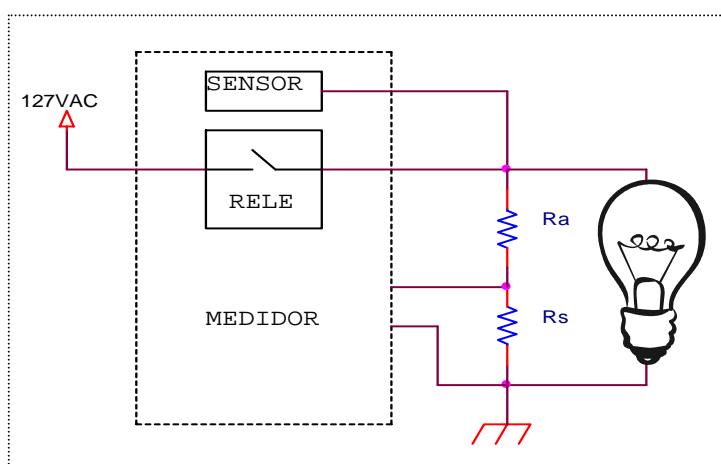 SENSOR
127VAC
RELE
Ra
MEDIDOR
Rs